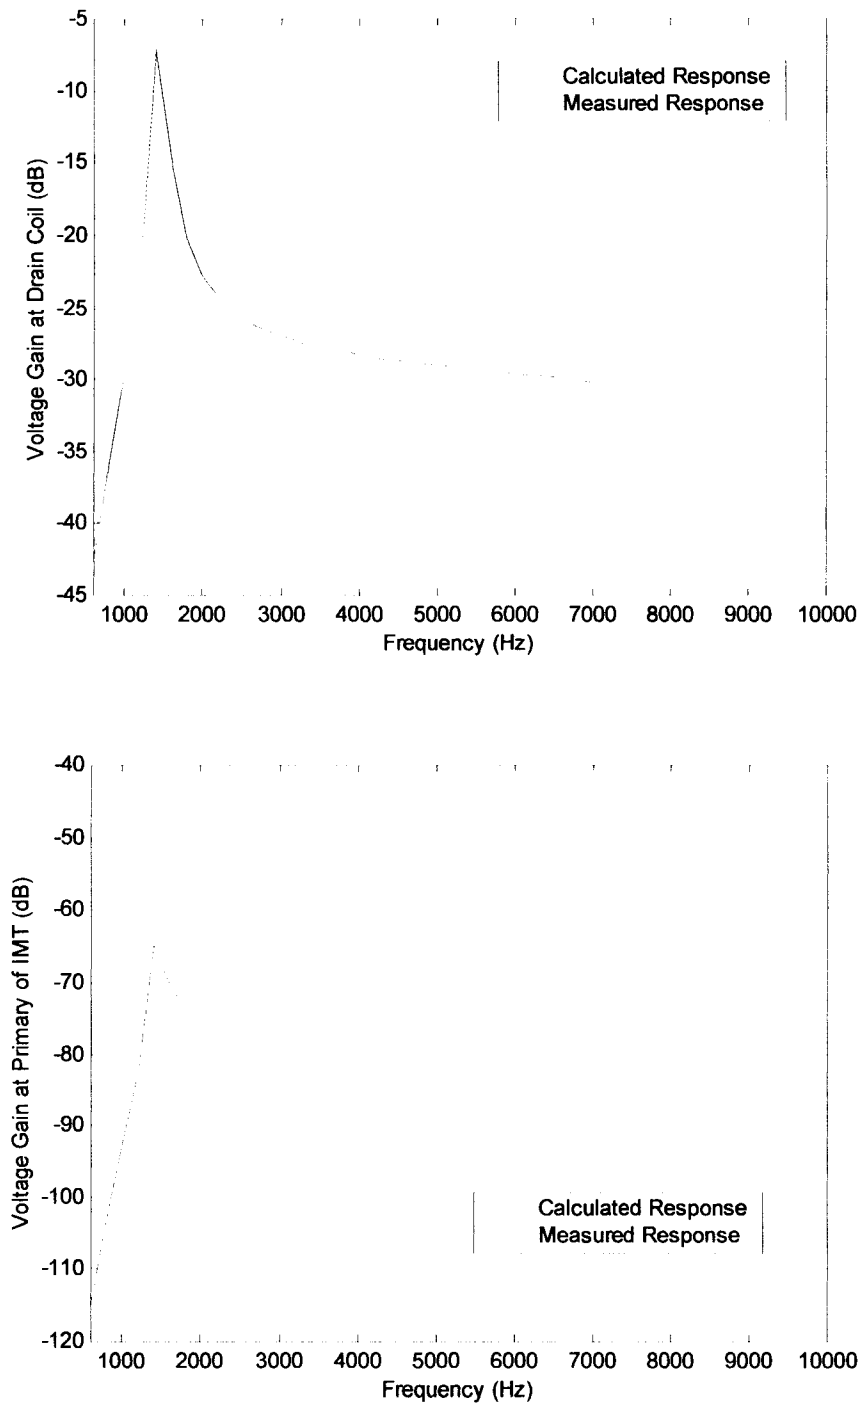 -5
-10
-15
-20
-25
-30
-35
-40
-45
Voltage Gain at Drain Coil (dB)
Calculated Response
Measured Response
1000 2000 3000 4000 5000 6000 7000 8000 9000 10000
Frequency (Hz)
-40
-50
-60
-70
-80
-90
-100
-110
-120
Voltage Gain at Primary of IMT (dB)
Calculated Response
Measured Response
1000 2000 3000 4000 5000 6000 7000 8000 9000 10000
Frequency (Hz)